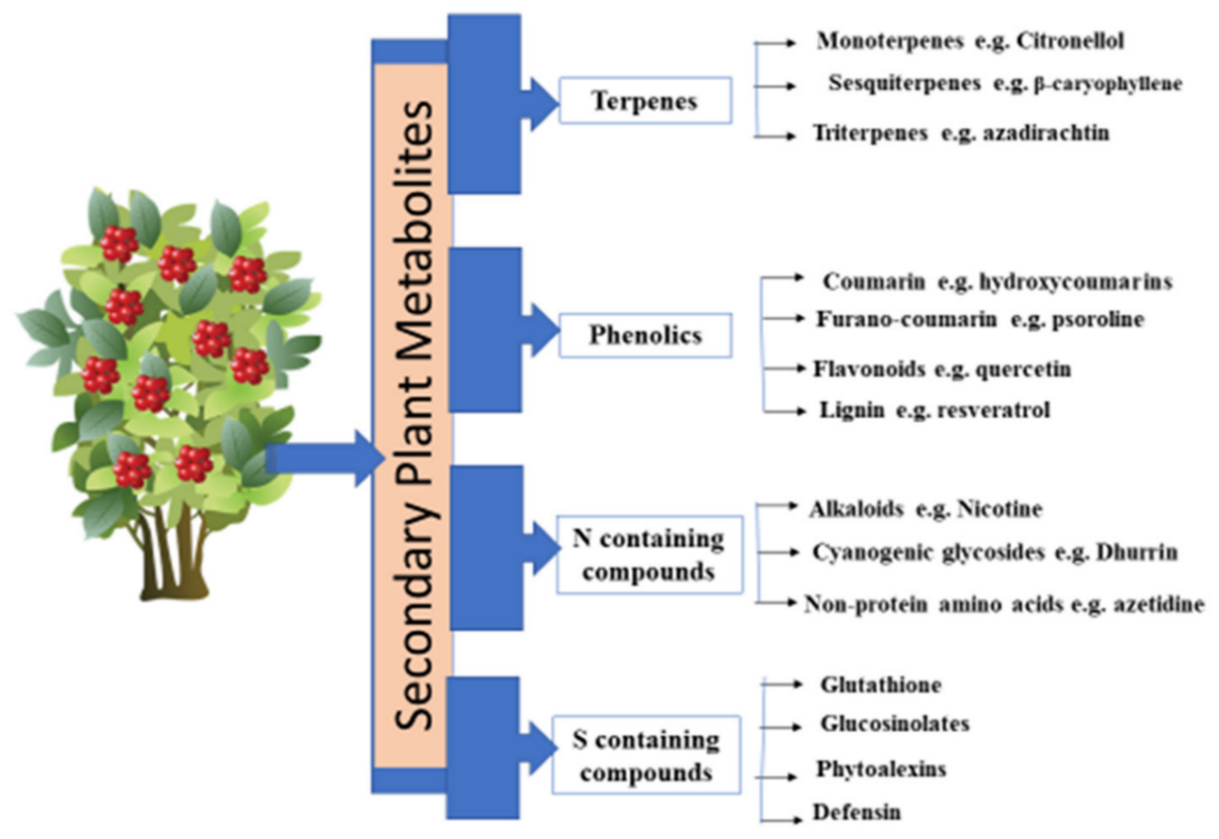 Secondary Plant Metabolites
Terpenes
Monoterpenes e.g. Citronellol
Sesquiterpenes e.g. β-caryophyllene
Triterpenes e.g. azadirachtin
Phenolics
Coumarin e.g. hydroxycoumarins
Furano-coumarin e.g. psoroline
Flavonoids e.g. quercetin
Lignin e.g. resveratrol
N containing
compounds
Alkaloids e.g. Nicotine
Cyanogenic glycosides e.g. Dhurrin
Non-protein amino acids e.g. azetidine
S containing
compounds
Glutathione
Glucosinolates
Phytoalexins
Defensin